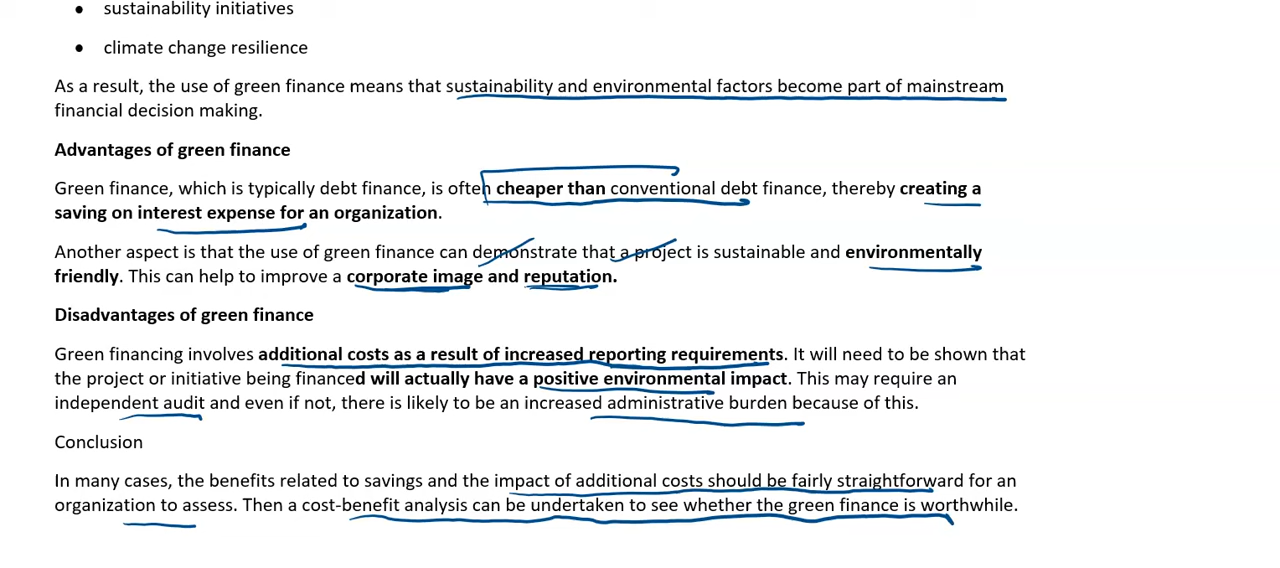 • sustainability initiatives
• climate change resilience
As a result, the use of green finance means that sustainability and environmental factors become part of mainstream
financial decision making.
Advantages of green finance
Green finance, which is typically debt finance, is often cheaper than conventional debt finance, thereby creating a
saving on interest expense for an organization.
Another aspect is that the use of green finance can demonstrate that a project is sustainable and environmentally
friendly. This can help to improve a corporate image and reputation.
Disadvantages of green finance
Green financing involves additional costs as a result of increased reporting requirements. It will need to be shown that
the project or initiative being financed will actually have a positive environmental impact. This may require an
independent audit and even if not, there is likely to be an increased administrative burden because of this.
Conclusion
In many cases, the benefits related to savings and the impact of additional costs should be fairly straightforward for an
organization to assess. Then a cost-benefit analysis can be undertaken to see whether the green finance is worthwhile.